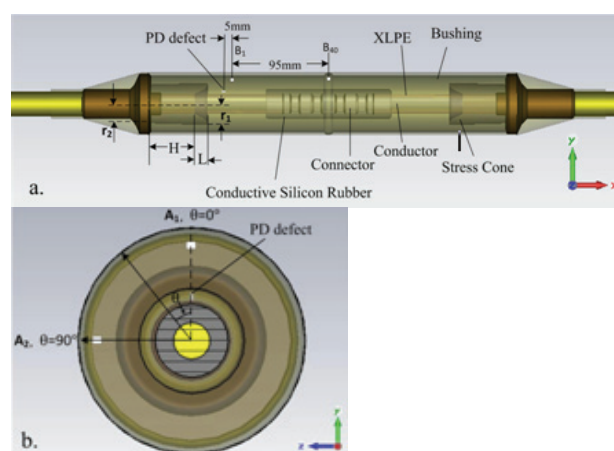 5mm
PD defect
B1
B40
XLPE
Bushing
95mm
r2
r1
H
L
Connector
Conductor
Stress Cone
Conductive Silicon Rubber
y
x
a.
A1, θ=0°
PD defect
θ
A2, θ=90°
b.
Y
z